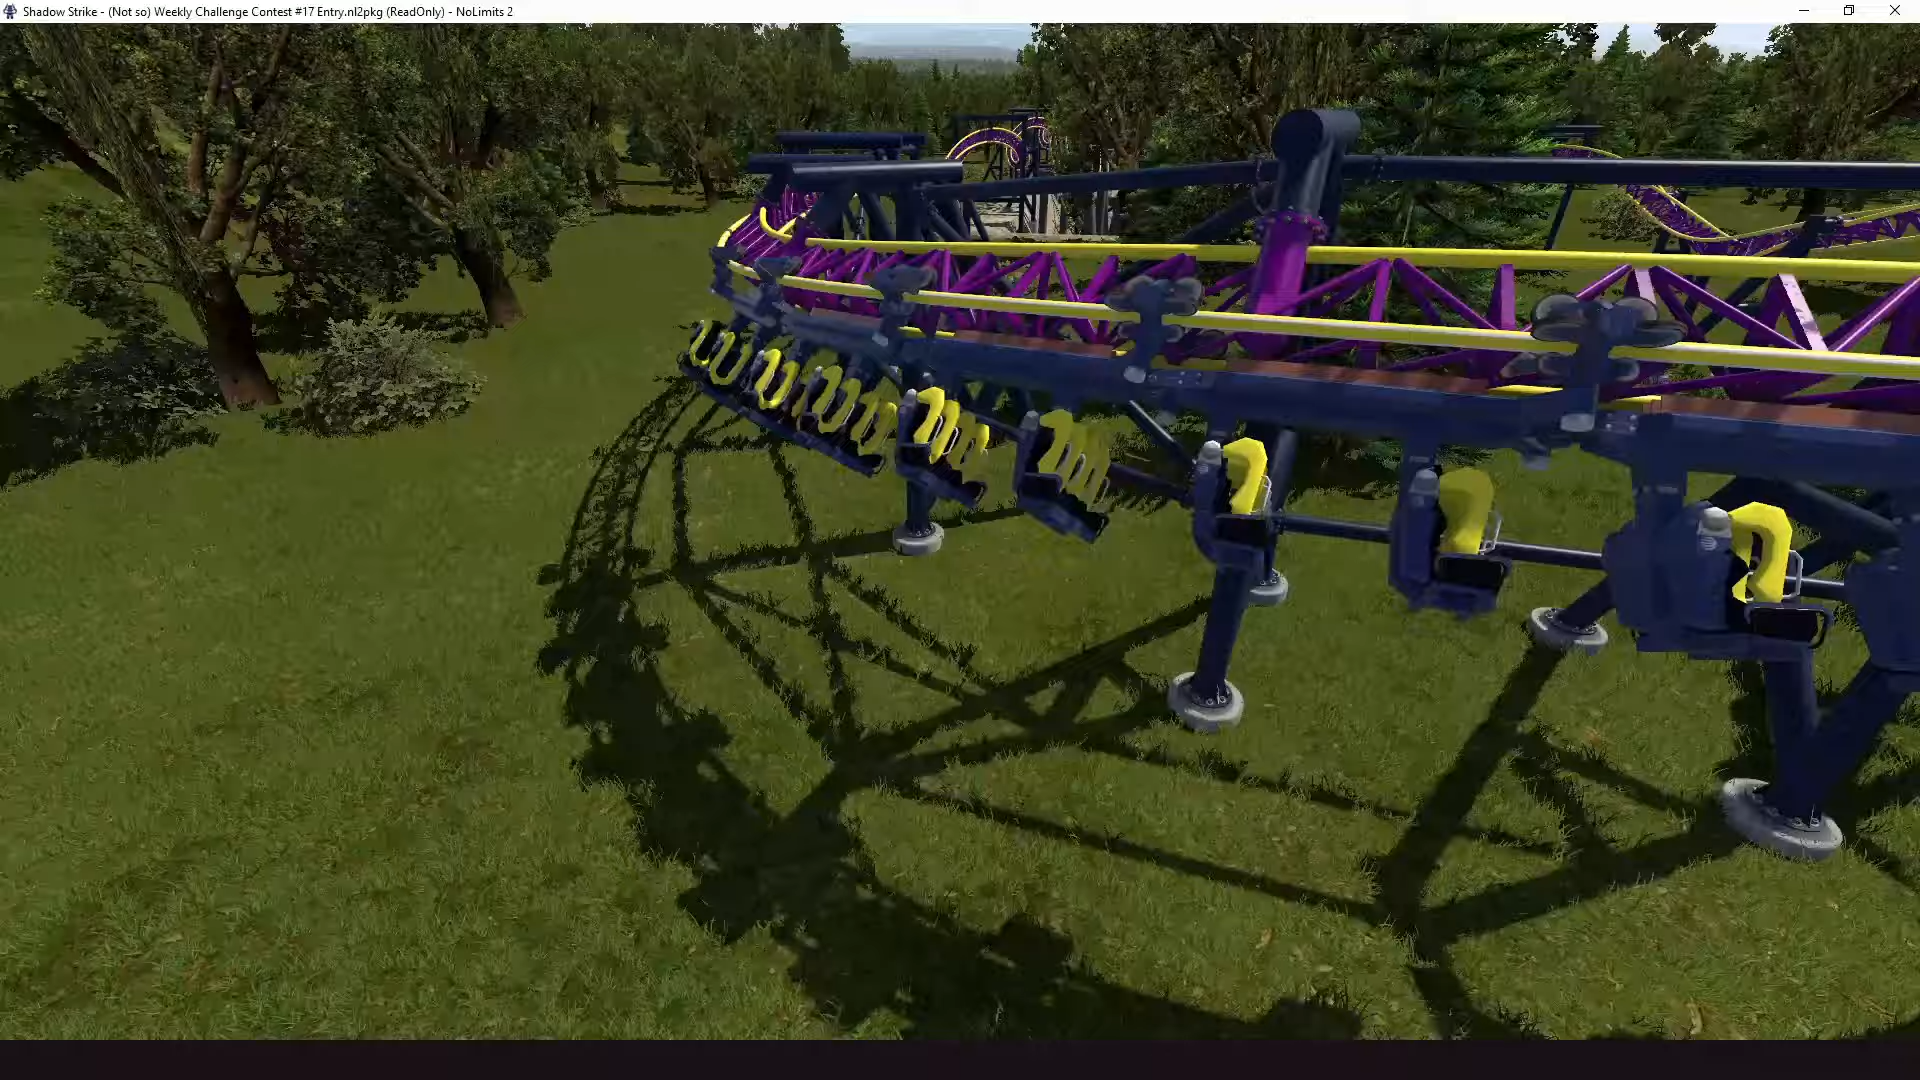 Shadow Strike - (Not so) Weekly Challenge Contest #17 Entry.nl2pkg (ReadOnly) - NoLimits 2